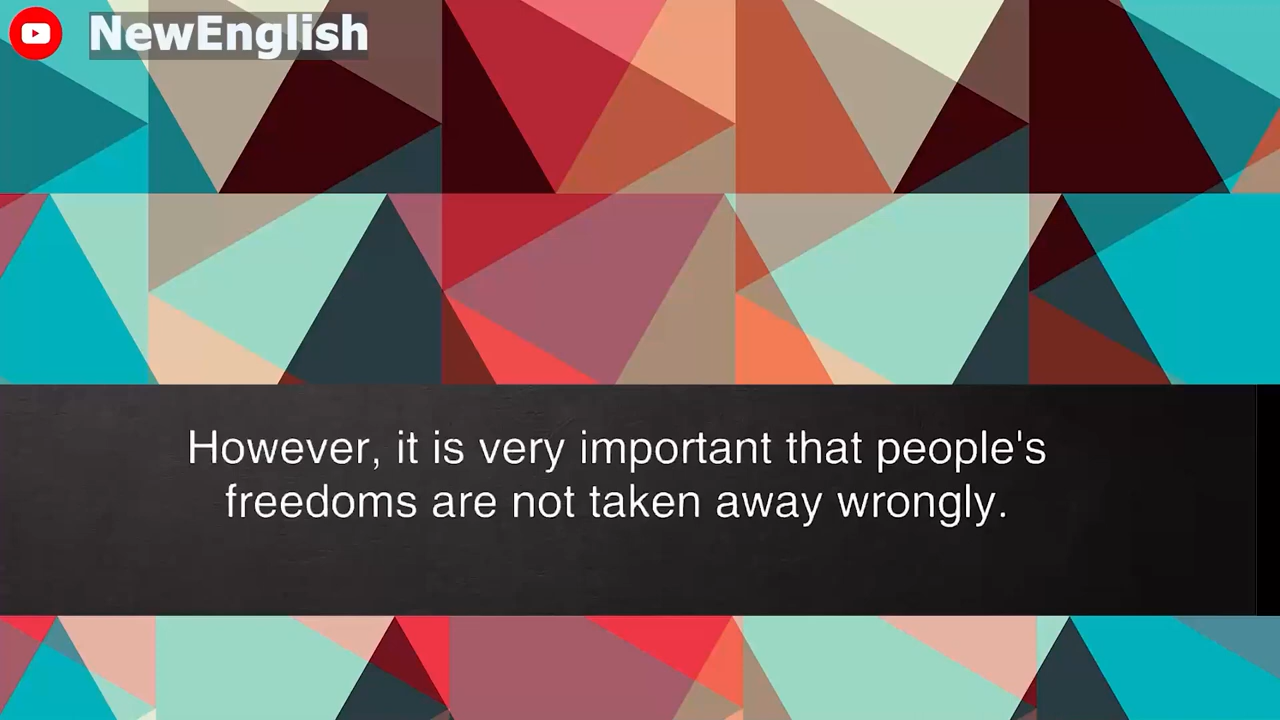 NewEnglish
However, it is very important that people's
freedoms are not taken away wrongly.